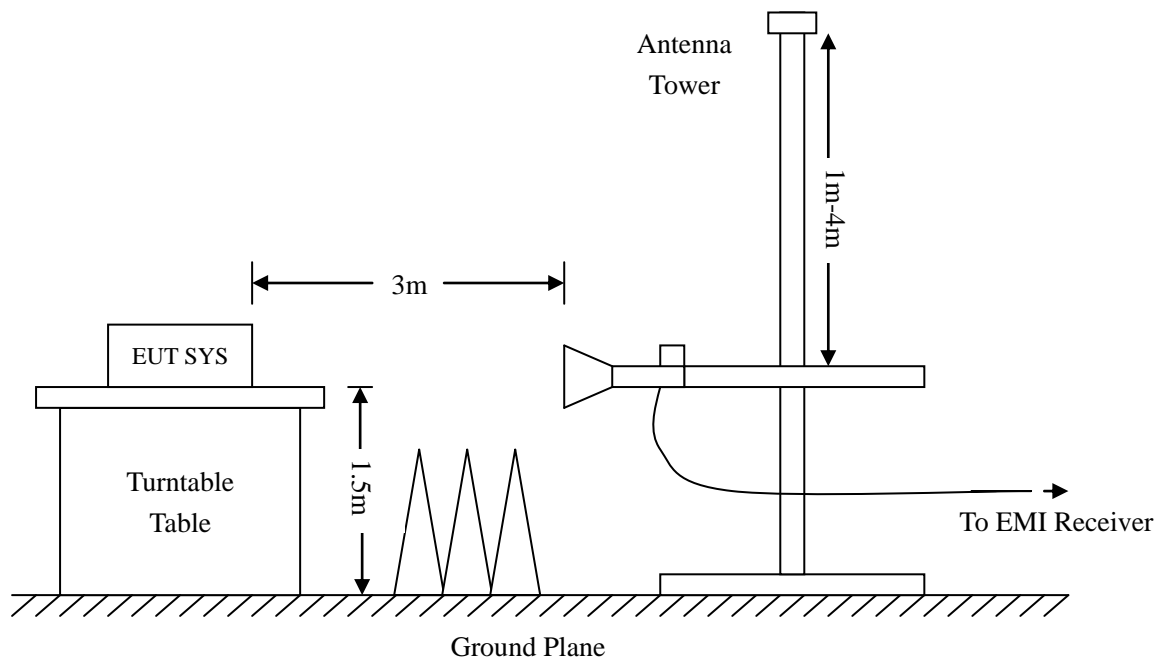 Antenna
Tower
1m-4m
3m
EUT SYS
1.5m
Turntable
Table
To EMI Receiver
Ground Plane